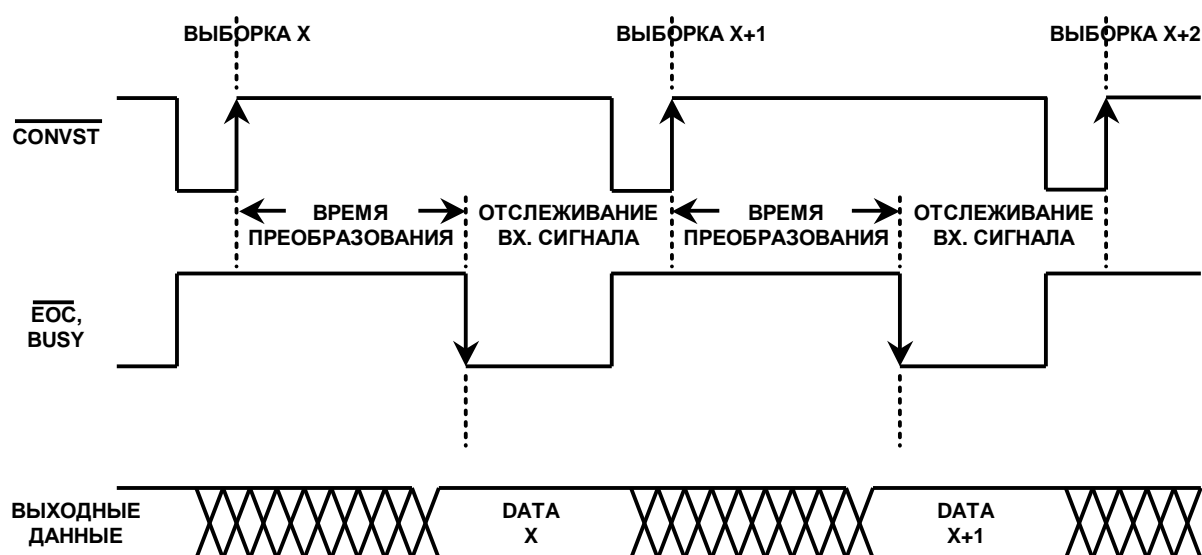 ВЫБОРКА X
ВЫБОРКА X+1
ВЫБОРКА X+2
CONVST
ВРЕМЯ
ПРЕОБРАЗОВАНИЯ
ОТСЛЕЖИВАНИЕ
ВХ. СИГНАЛА
ВРЕМЯ
ПРЕОБРАЗОВАНИЯ
ОТСЛЕЖИВАНИЕ
ВХ. СИГНАЛА
EOC,
BUSY
ВЫХОДНЫЕ
ДАННЫЕ
DATA
X
DATA
X+1